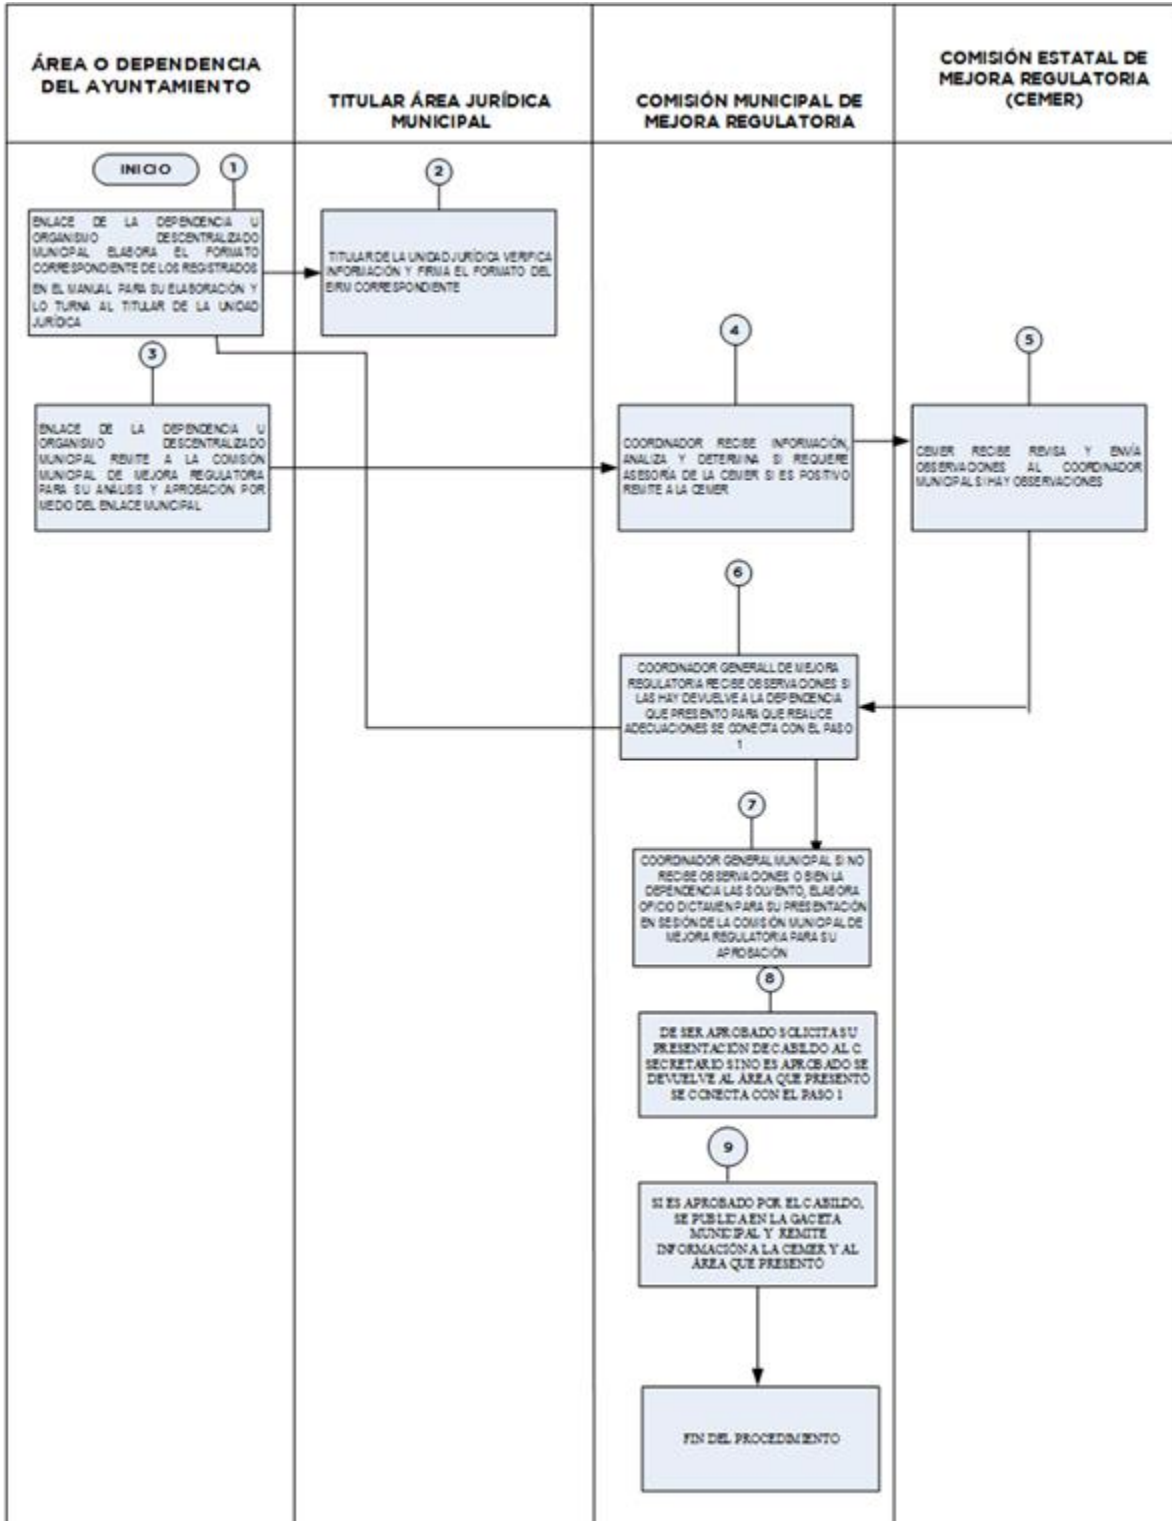 ÁREA O DEPENDENCIA
DEL AYUNTAMIENTO
TITULAR ÁREA JURÍDICA
MUNICIPAL
COMISIÓN MUNICIPAL DE
MEJORA REGULATORIA
COMISIÓN ESTATAL DE
MEJORA REGULATORIA
(CEMER)
INICIO
1
ENLACE DE LA DEPENDENCIA U
ORGANISMO DESCENTRALIZADO
MUNICIPAL ELABORA EL FORMATO
CORRESPONDIENTE DE LOS REGISTRADOS
EN EL MANUAL PARA SU ELABORACIÓN Y
LO TURNA AL TITULAR DE LA UNIDAD
JURÍDICA
2
TITULAR DE LA UNIDAD JURÍDICA VERIFICA
INFORMACIÓN Y FIRMA EL FORMATO DEL
EIRM CORRESPONDIENTE
3
ENLACE DE LA DEPENDENCIA U
ORGANISMO DESCENTRALIZADO
MUNICIPAL REMITE A LA COMISIÓN
MUNICIPAL DE MEJORA REGULATORIA
PARA SU ANÁLISIS Y APROBACIÓN POR
MEDIO DEL ENLACE MUNICIPAL
4
COORDINADOR RECIBE INFORMACIÓN,
ANALIZA Y DETERMINA SI REQUIERE
ASESORÍA DE LA CEMER SI ES POSITIVO
REMITE A LA CEMER
5
CEMER RECIBE REVISA Y ENVÍA
OBSERVACIONES AL COORDINADOR
MUNICIPAL SI HAY OBSERVACIONES
6
COORDINADOR GENERALL DE MEJORA
REGULATORIA RECIBE OBSERVACIONES SI
LAS HAY DEVUELVE A LA DEPENDENCIA
QUE PRESENTO PARA QUE REALICE
ADECUACIONES SE CONECTA CON EL PASO
1
7
COORDINADOR GENERAL MUNICIPAL SI NO
RECIBE OBSERVACIONES O BIEN LA
DEPENDENCIA LAS SOLVENTO, ELABORA
OFICIO DICTAMEN PARA SU PRESENTACIÓN
EN SESIÓN DE LA COMISIÓN MUNICIPAL DE
MEJORA REGULATORIA PARA SU
APROBACIÓN
8
DE SER APROBADO SOLICITA SU
PRESENTACIÓN DE CABILDO AL C.
SECRETARIO SI NO ES APROBADO SE
DEVUELVE AL ÁREA QUE PRESENTÓ
SE CONECTA CON EL PASO 1
9
SI ES APROBADO POR EL CABILDO,
SE PUBLICA EN LA GACETA
MUNICIPAL Y REMITE
INFORMACIÓN A LA CEMER Y AL
ÁREA QUE PRESENTÓ
FIN DEL PROCEDIMIENTO